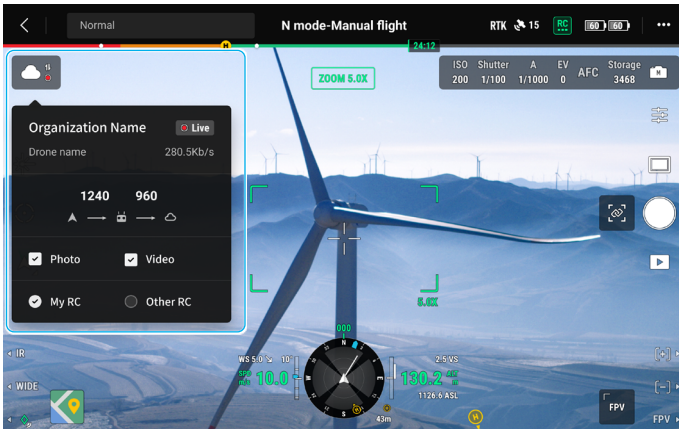 Normal
N mode-Manual flight
RTK 15 RC 60 60
H
24:12
ZOOM 5.0X
ISO Shutter A EV AFC Storage
200 1/100 1/1000 0 3468
M
Organization Name Live
Drone name 280.5Kb/s
1240 960
Photo Video
My RC Other RC
5.0X
000
IR
WIDE
WS 5.0 10
SPD
10.0
N
E
S
W
2.5 VS
130.2 ALT
1126.6 ASL
H
43m
H
FPV
FPV